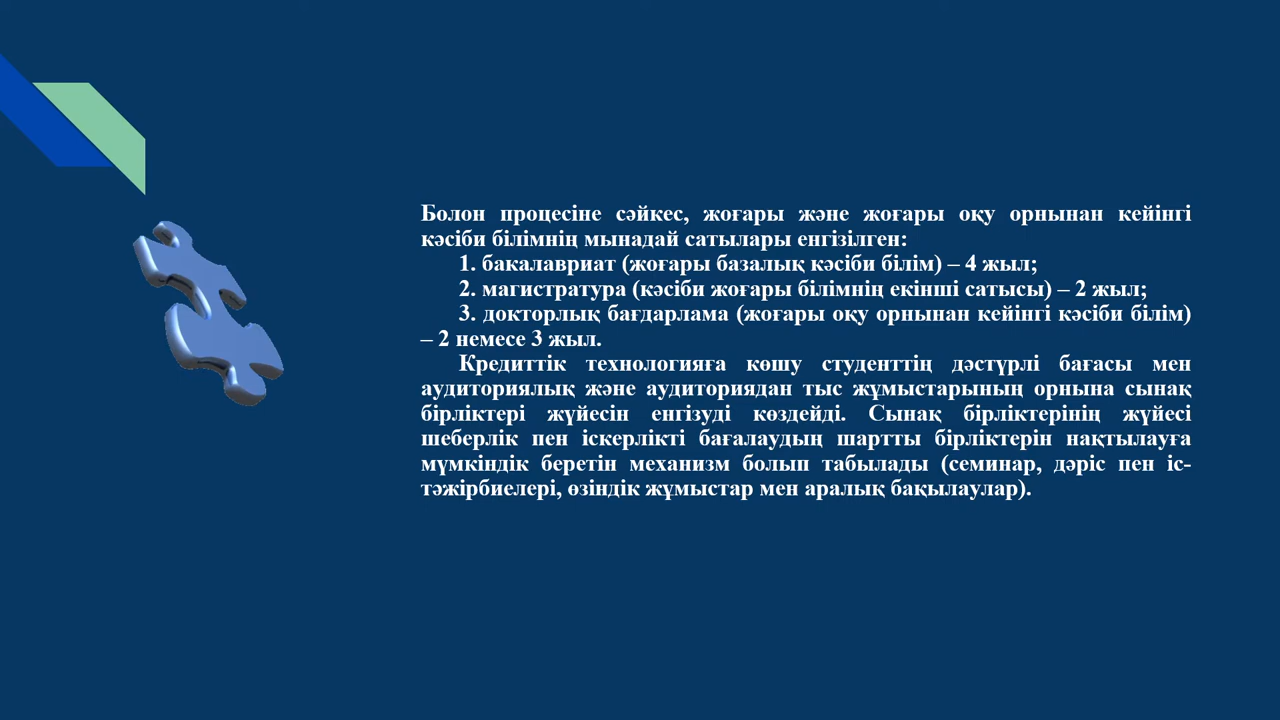 Болон процесіне сәйкес, жоғары және жоғары оқу орнынан кейінгі
кәсіби білімнің мынадай сатылары енгізілген:
1. бакалавриат (жоғары базалық кәсіби білім) – 4 жыл;
2. магистратура (кәсіби жоғары білімнің екінші сатысы) – 2 жыл;
3. докторлық бағдарлама (жоғары оқу орнынан кейінгі кәсіби білім)
– 2 немесе 3 жыл.
Кредиттік технологияға көшу студенттің дәстүрлі бағасы мен
аудиториялық және аудиториядан тыс жұмыстарының орнына сынақ
бірліктері жүйесін енгізуді көздейді. Сынақ бірліктерінің жүйесі
шеберлік пен іскерлікті бағалаудың шартты бірліктерін нақтылауға
мүмкіндік беретін механизм болып табылады (семинар, дәріс пен іс-
тәжірбиелері, өзіндік жұмыстар мен аралық бақылаулар).